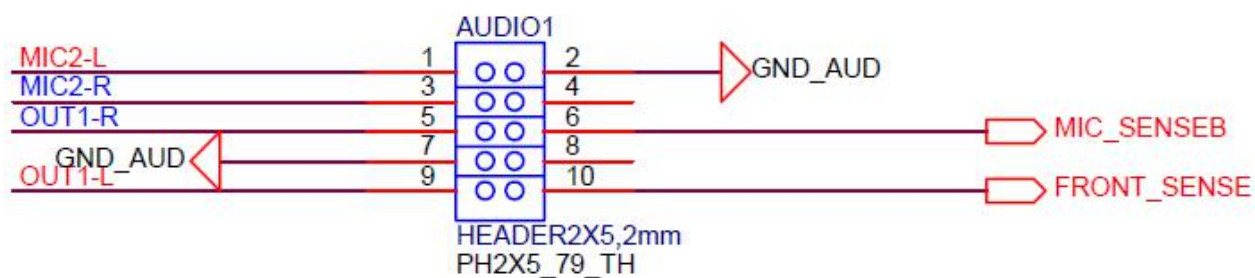 AUDIO1
MIC2-L 1 2 GND_AUD
MIC2-R 3 4
OUT1-R 5 6 MIC_SENSEB
GND_AUD 7 8
OUT1-L 9 10 FRONT_SENSE
HEADER2X5,2mm
PH2X5_79_TH